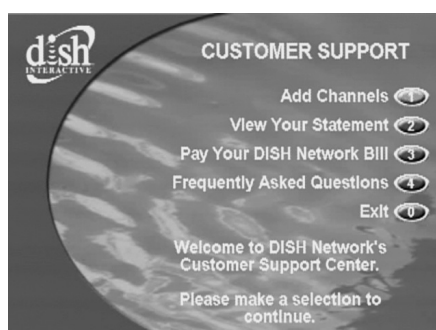 dish
INTERACTIVE
CUSTOMER SUPPORT
Add Channels 1
View Your Statement 2
Pay Your DISH Network Bill 3
Frequently Asked Questions 4
Exit 0
Welcome to DISH Network's
Customer Support Center.
Please make a selection to
continue.